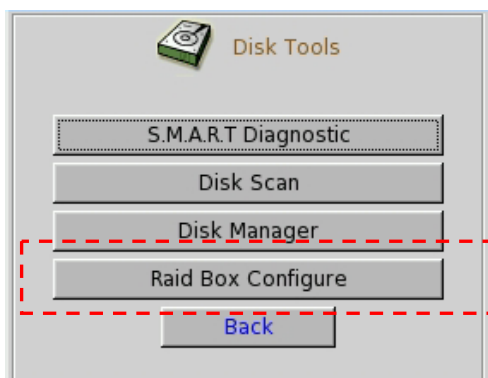 Disk Tools
S.M.A.R.T Diagnostic
Disk Scan
Disk Manager
Raid Box Configure
Back